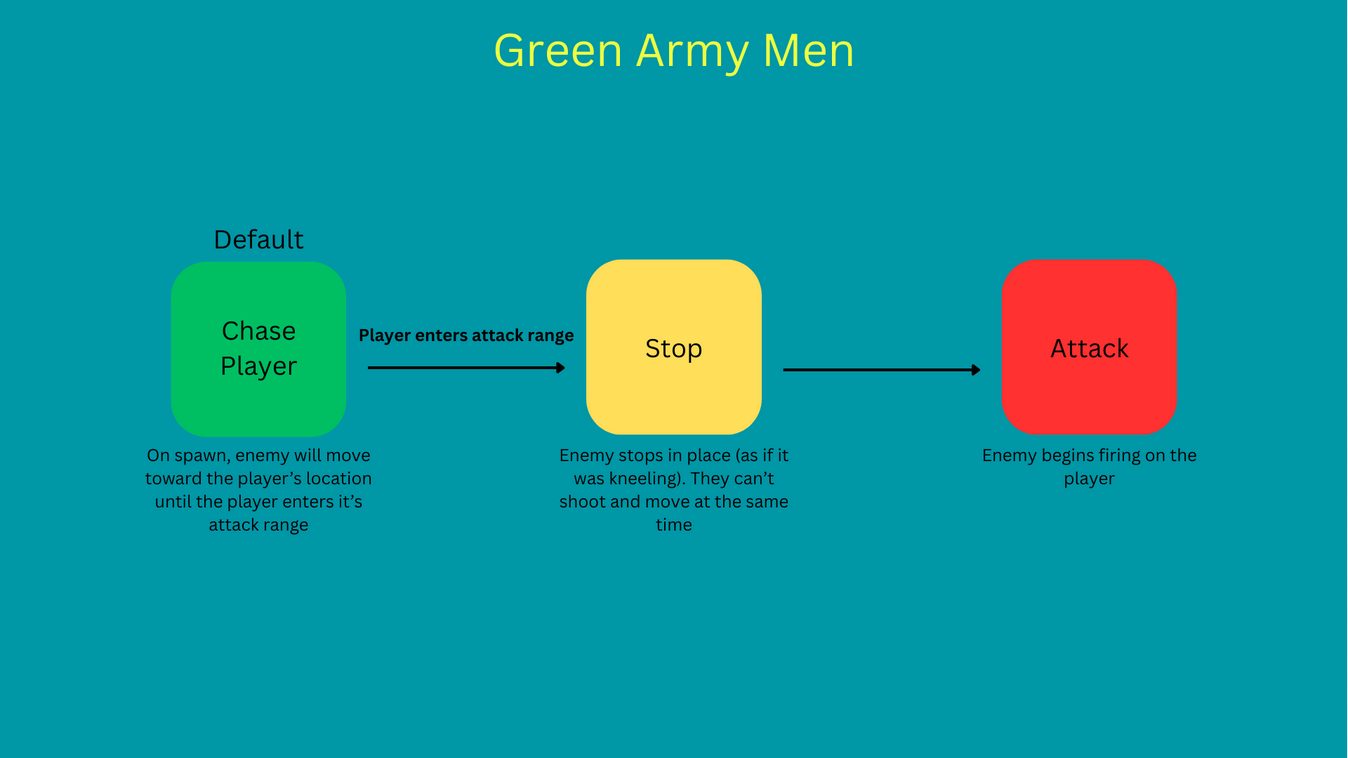 Green Army Men
Default
Chase
Player
Player enters attack range
Stop
Attack
On spawn, enemy will move
toward the player’s location
until the player enters it’s
attack range
Enemy stops in place (as if it
was kneeling). They can’t
shoot and move at the same
time
Enemy begins firing on the
player